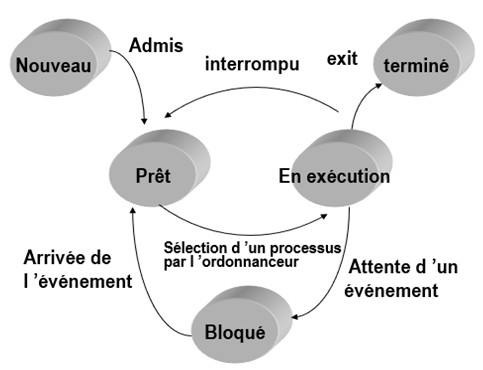 Nouveau
Admis
interrompu
exit
terminé
Prêt
En exécution
Sélection d ’un processus
par l ’ordonnanceur
Arrivée de
l ’événement
Attente d ’un
événement
Bloqué